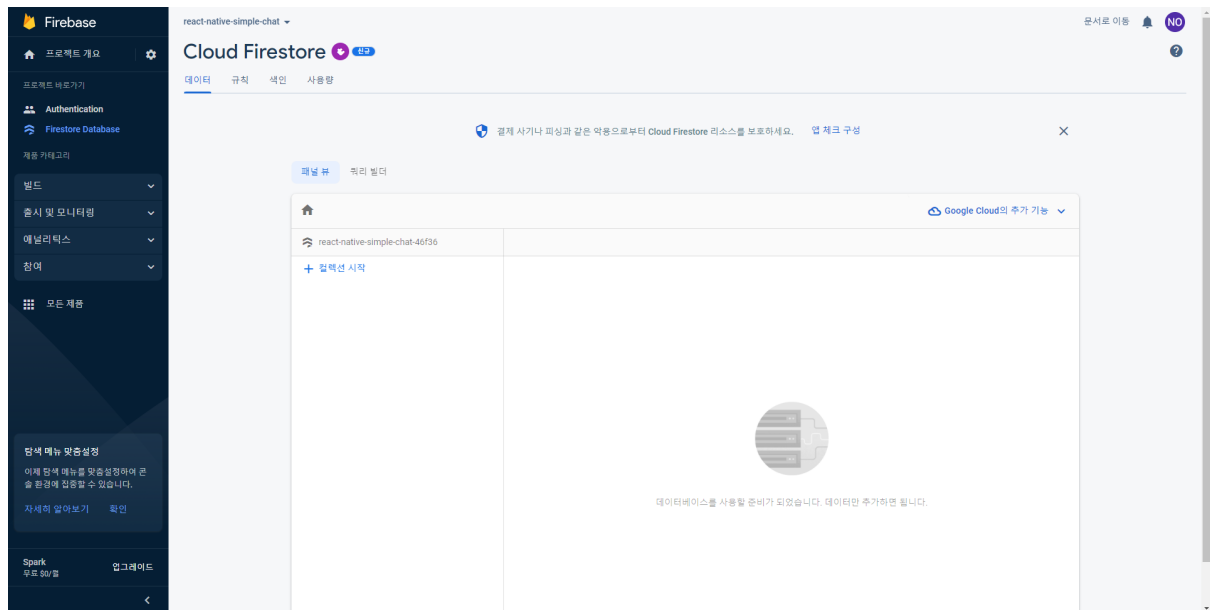 Firebase
프로젝트 개요
프로젝트 바로가기
Authentication
Firestore Database
제품 카테고리
빌드
출시 및 모니터링
애널리틱스
참여
모든 제품
탐색 메뉴 맞춤설정
이제 탐색 메뉴를 맞춤설정하여 콘
솔 환경에 집중할 수 있습니다.
자세히 알아보기 확인
Spark
무료 $0/월
업그레이드
react-native-simple-chat
문서로 이동
NO
Cloud Firestore 신규
데이터 규칙 색인 사용량
결제 사기나 피싱과 같은 악용으로부터 Cloud Firestore 리소스를 보호하세요. 앱 체크 구성
패널 뷰 쿼리 빌더
Google Cloud의 추가 기능
react-native-simple-chat-46f36
컬렉션 시작
데이터베이스를 사용할 준비가 되었습니다. 데이터만 추가하면 됩니다.